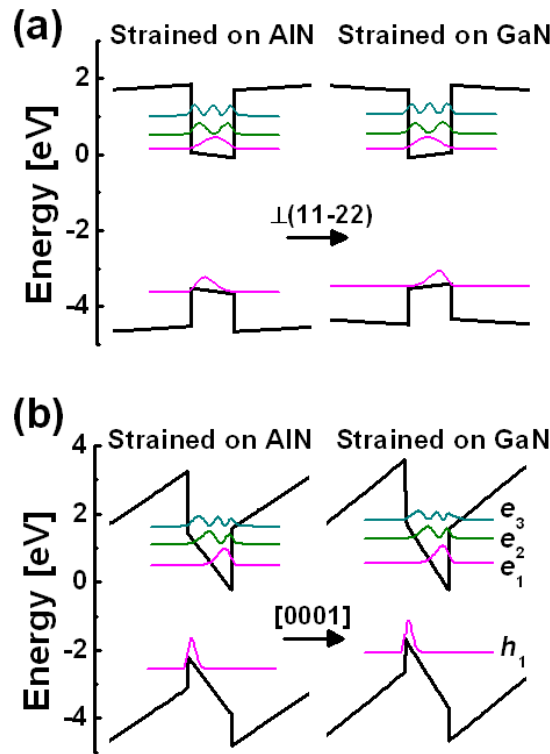 (a)
Strained on AlN Strained on GaN
Energy [eV]
2
0
-2
-4
⊥(11-22)
(b)
Strained on AlN Strained on GaN
Energy [eV]
4
2
0
-2
-4
e3
e2
e1
[0001]
h1